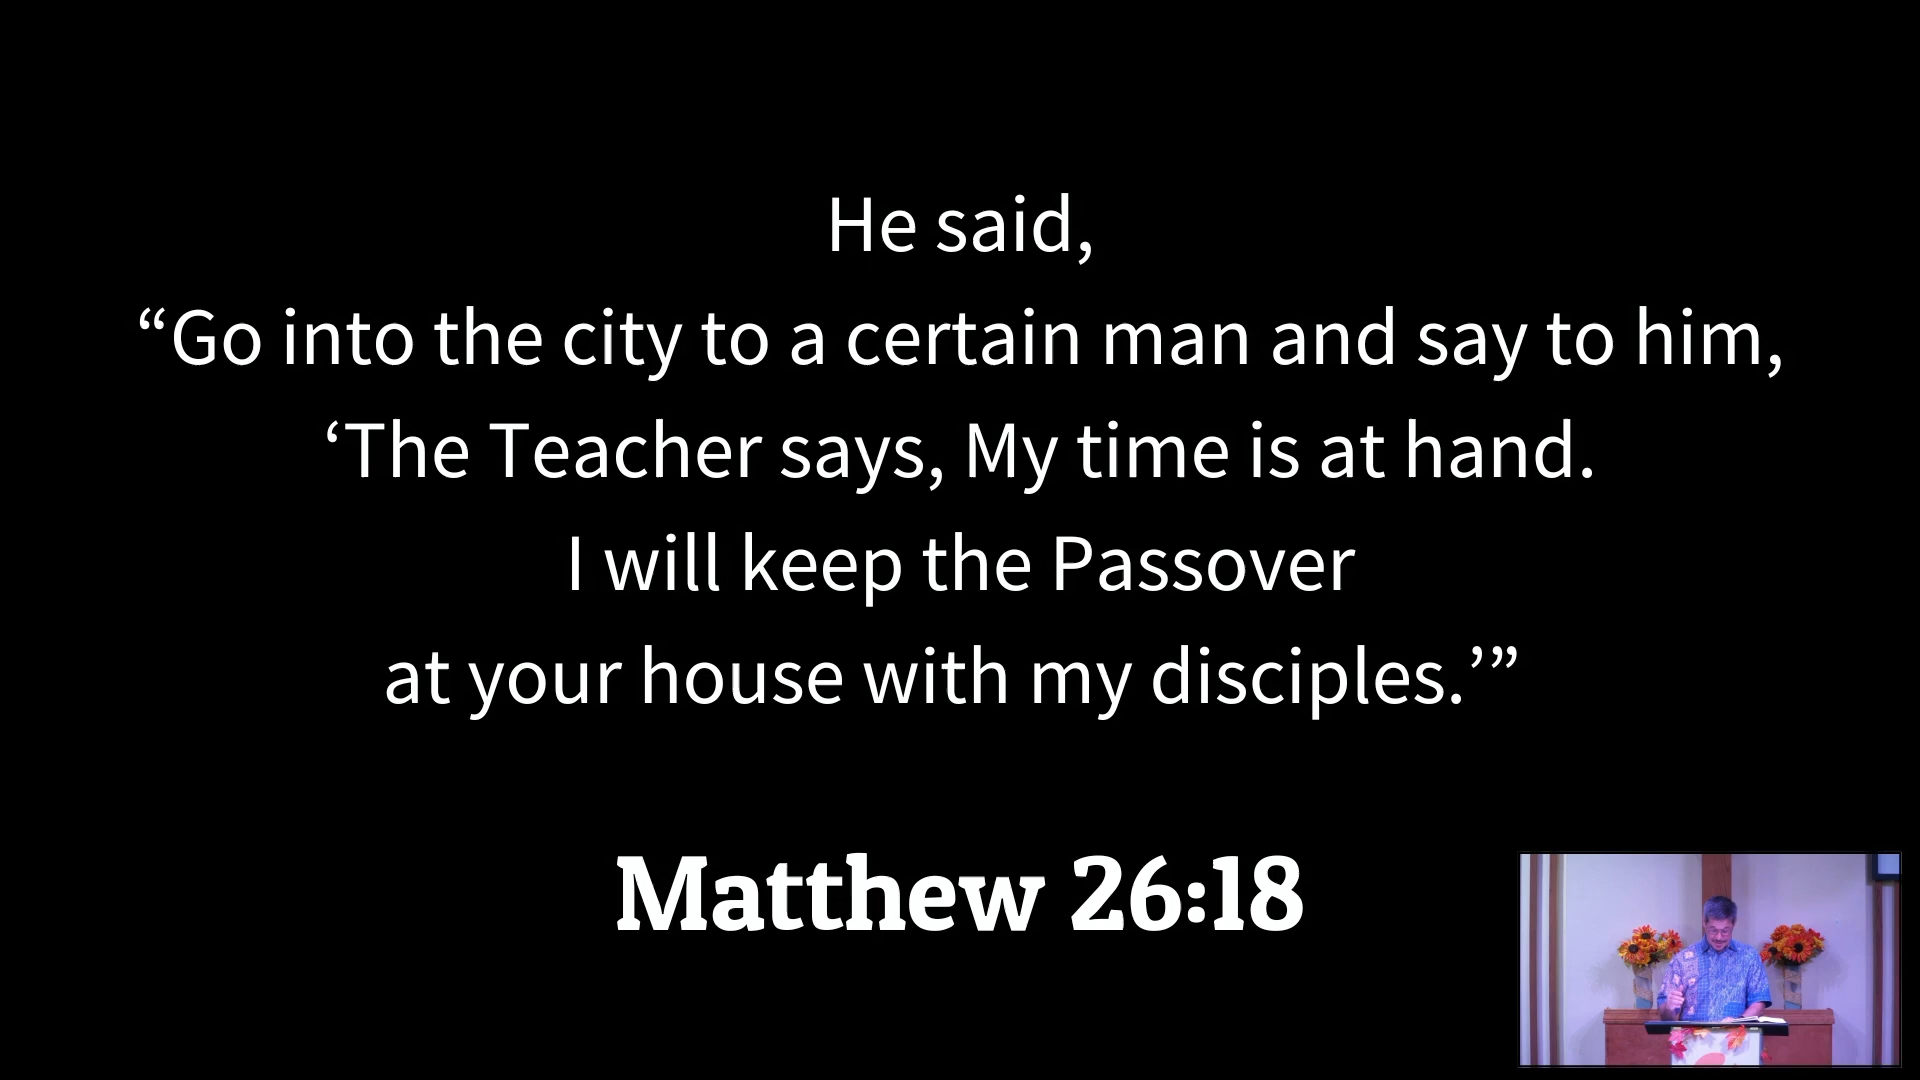 He said,
“Go into the city to a certain man and say to him,
‘The Teacher says, My time is at hand.
I will keep the Passover
at your house with my disciples.’”
Matthew 26:18